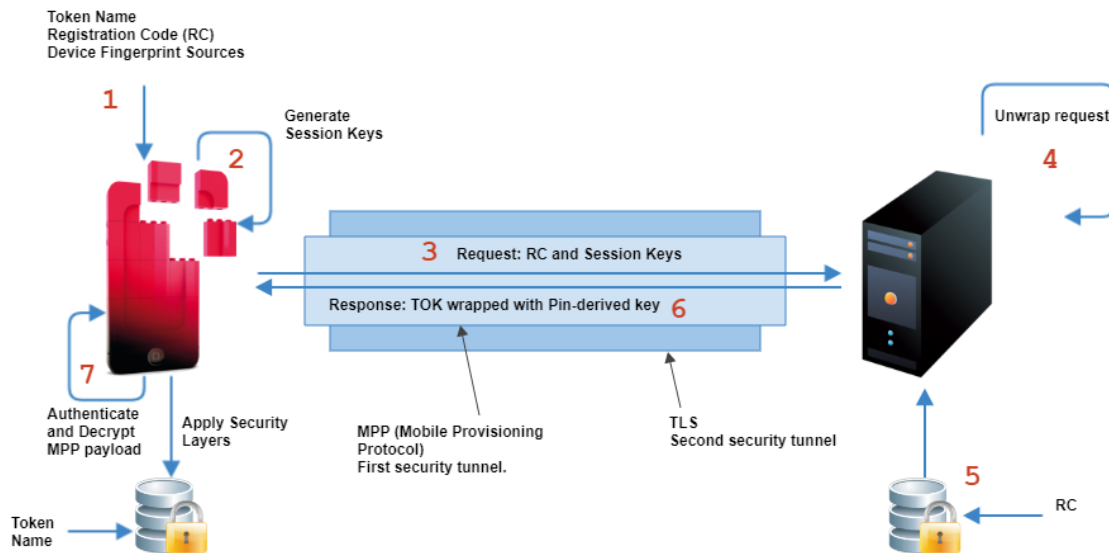 Token Name
Registration Code (RC)
Device Fingerprint Sources
1
Generate
Session Keys
2
Unwrap request
4
3
Request: RC and Session Keys
Response: TOK wrapped with Pin-derived key
6
7
Authenticate
and Decrypt
MPP payload
Apply Security
Layers
MPP (Mobile Provisioning
Protocol)
First security tunnel.
TLS
Second security tunnel
5
RC
Token
Name